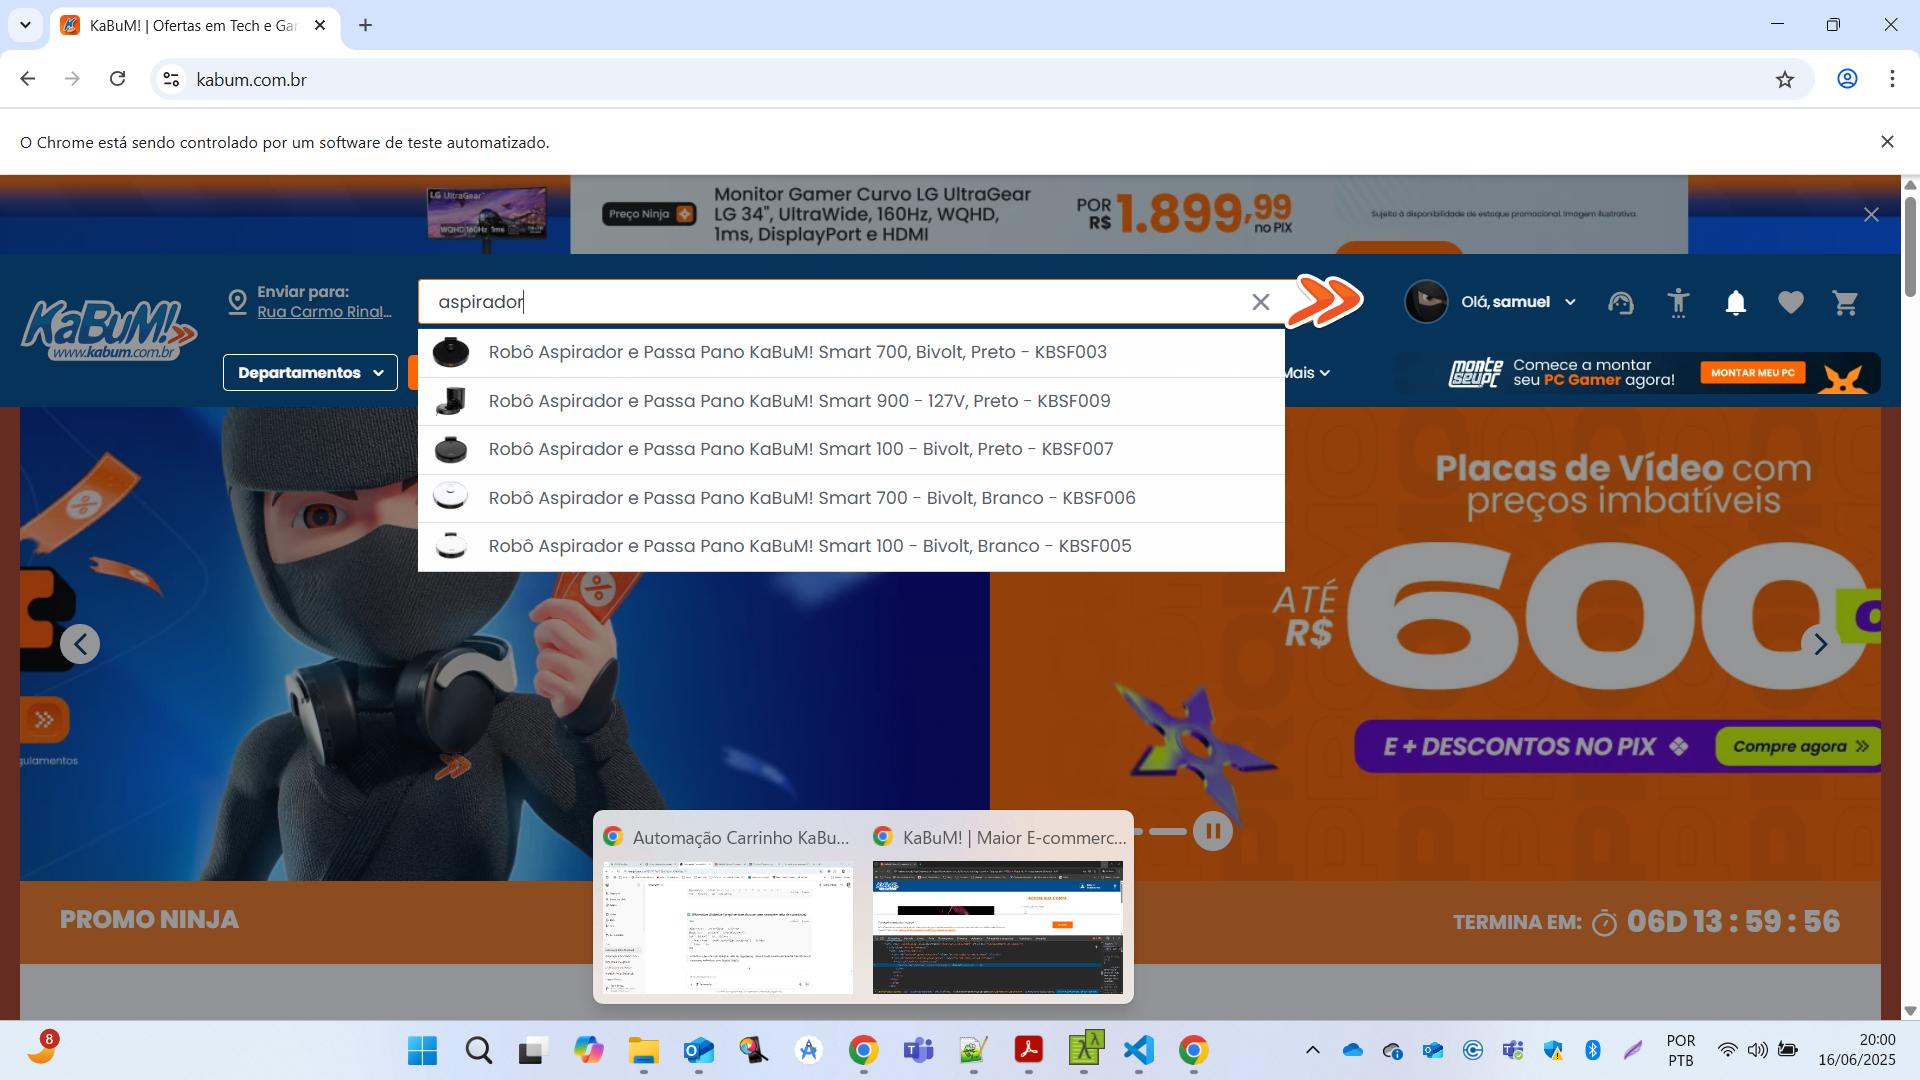 KaBuM! | Ofertas em Tech e Gar
kabum.com.br
O Chrome está sendo controlado por um software de teste automatizado.
LG UltraGear
WQHD 160Hz 1ms
Preço Ninja
Monitor Gamer Curvo LG UltraGear
LG 34", UltraWide, 160Hz, WQHD,
1ms, DisplayPort e HDMI
POR
R$ 1.899,99
no PIX
Sujeito à disponibilidade de estoque promocional. Imagem ilustrativa.
KaBuM!
www.kabum.com.br
Enviar para:
Rua Carmo Rinal...
aspirador
Olá, samuel
Departamentos
Mais
monte seu pc
Comece a montar
seu PC Gamer agora!
MONTAR MEU PC
Robô Aspirador e Passa Pano KaBuM! Smart 700, Bivolt, Preto - KBSF003
Robô Aspirador e Passa Pano KaBuM! Smart 900 - 127V, Preto - KBSF009
Robô Aspirador e Passa Pano KaBuM! Smart 100 - Bivolt, Preto - KBSF007
Robô Aspirador e Passa Pano KaBuM! Smart 700 - Bivolt, Branco - KBSF006
Robô Aspirador e Passa Pano KaBuM! Smart 100 - Bivolt, Branco - KBSF005
Placas de Vídeo com
preços imbatíveis
ATÉ
R$ 600
gulamentos
E + DESCONTOS NO PIX
Compre agora
Automação Carrinho KaBu...
KaBuM! | Maior E-commerc...
PROMO NINJA
TERMINA EM: 06D 13 : 59 : 56
8
POR
PTB
20:00
16/06/2025